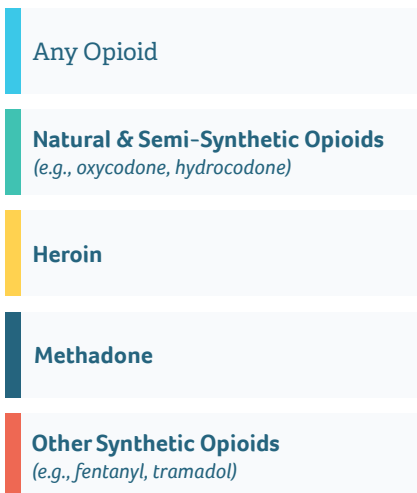 Any Opioid
Natural & Semi-Synthetic Opioids
(e.g., oxycodone, hydrocodone)
Heroin
Methadone
Other Synthetic Opioids
(e.g., fentanyl, tramadol)